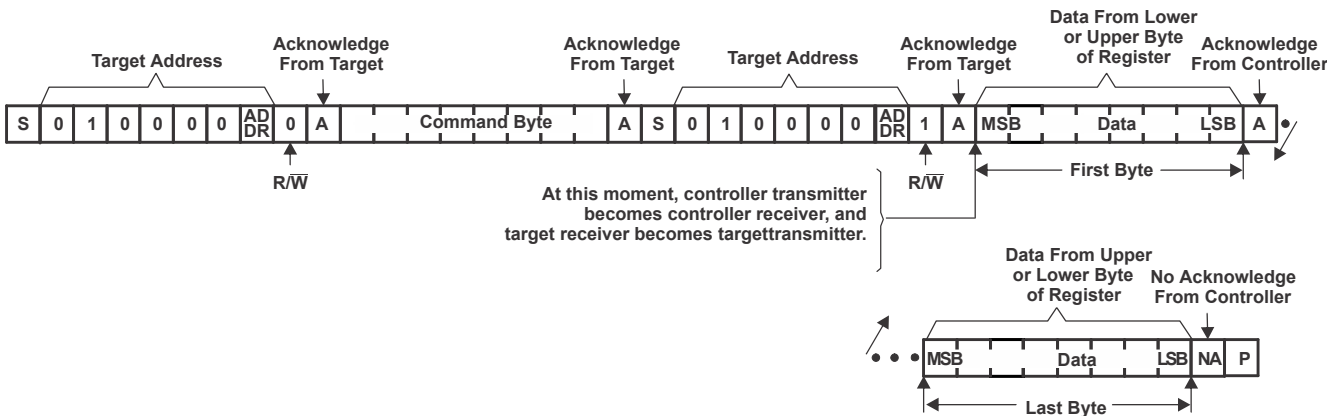 Data From Lower
or Upper Byte
of Register
Acknowledge
From Target
Acknowledge
From Target
Acknowledge
From Target
Acknowledge
From Controller
Target Address
Target Address
S 0 1 0 0 0 0 AD DR 0 A Command Byte A S 0 1 0 0 0 0 AD DR 1 A MSB Data LSB A
R/W̅
R/W̅
First Byte
At this moment, controller transmitter
becomes controller receiver, and
target receiver becomes targettransmitter.
Data From Upper
or Lower Byte
of Register
No Acknowledge
From Controller
MSB Data LSB NA P
Last Byte